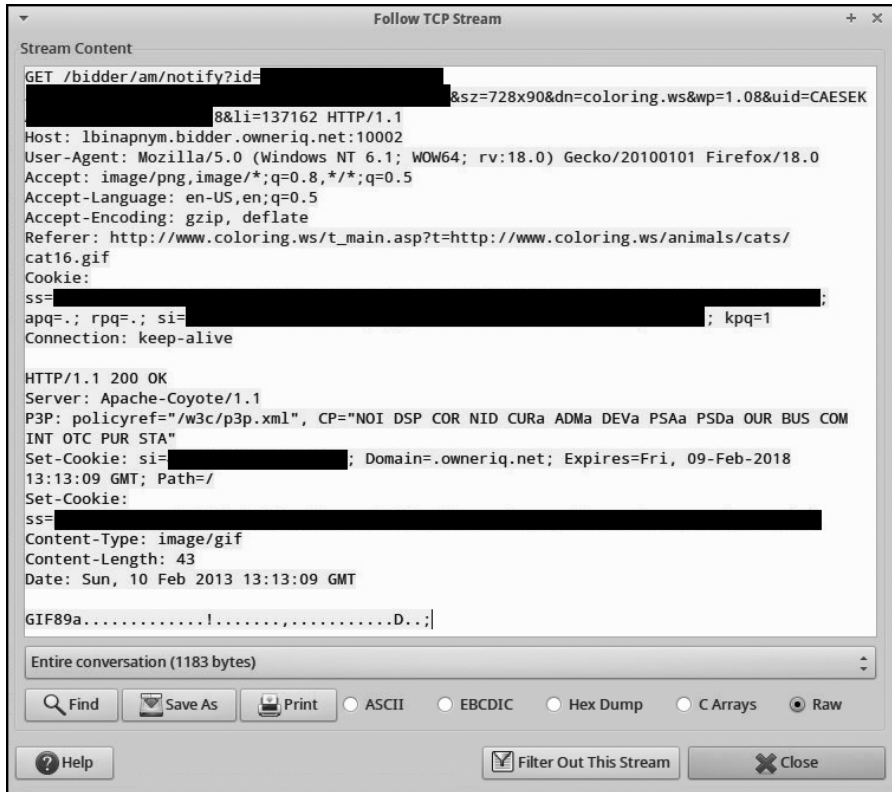 Follow TCP Stream
Stream Content
GET /bidder/am/notify?id=
&sz=728x90&dn=coloring.ws&wp=1.08&uid=CAESEK
8&li=137162 HTTP/1.1
Host: lbinapnym.bidder.owneriq.net:10002
User-Agent: Mozilla/5.0 (Windows NT 6.1; WOW64; rv:18.0) Gecko/20100101 Firefox/18.0
Accept: image/png,image/*;q=0.8,*/*;q=0.5
Accept-Language: en-US,en;q=0.5
Accept-Encoding: gzip, deflate
Referer: http://www.coloring.ws/t_main.asp?t=http://www.coloring.ws/animals/cats/
cat16.gif
Cookie:
ss=;
apq=.; rpq=.; si=; kpq=1
Connection: keep-alive
HTTP/1.1 200 OK
Server: Apache-Coyote/1.1
P3P: policyref="/w3c/p3p.xml", CP="NOI DSP COR NID CURa ADMa DEVa PSAa PSDa OUR BUS COM
INT OTC PUR STA"
Set-Cookie: si=; Domain=.owneriq.net; Expires=Fri, 09-Feb-2018
13:13:09 GMT; Path=/
Set-Cookie:
ss=
Content-Type: image/gif
Content-Length: 43
Date: Sun, 10 Feb 2013 13:13:09 GMT
GIF89a.............!.......,...........D..;
Entire conversation (1183 bytes)
Find Save As Print ASCII EBCDIC Hex Dump C Arrays Raw
Help Filter Out This Stream Close